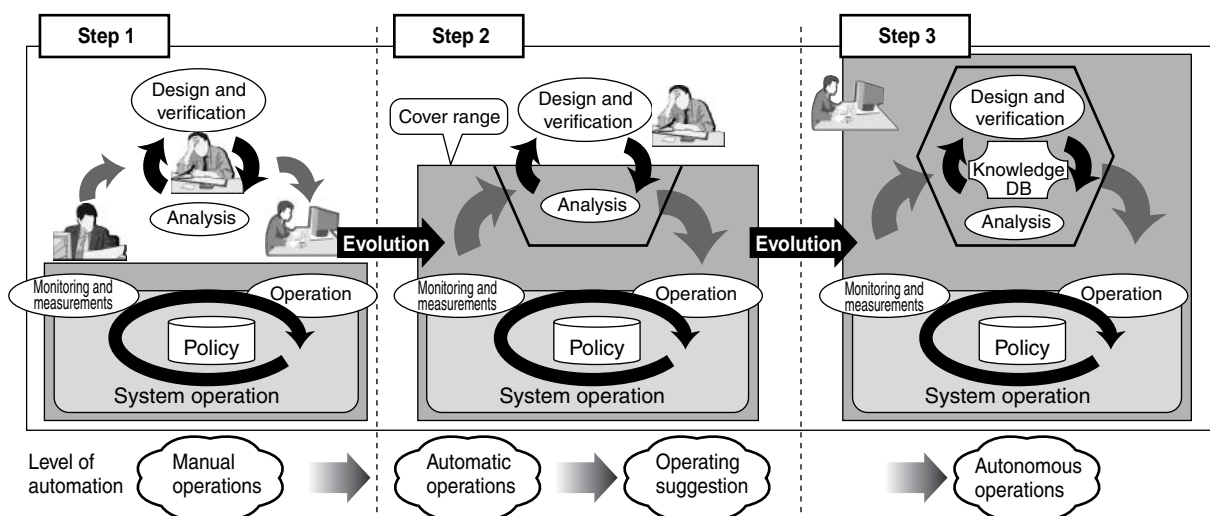 Step 1
Design and
verification
Analysis
Monitoring and
measurements
Operation
Policy
System operation
Evolution
Step 2
Cover range
Design and
verification
Analysis
Monitoring and
measurements
Operation
Policy
System operation
Evolution
Step 3
Design and
verification
Knowledge
DB
Analysis
Monitoring and
measurements
Operation
Policy
System operation
Level of
automation
Manual
operations
Automatic
operations
Operating
suggestion
Autonomous
operations